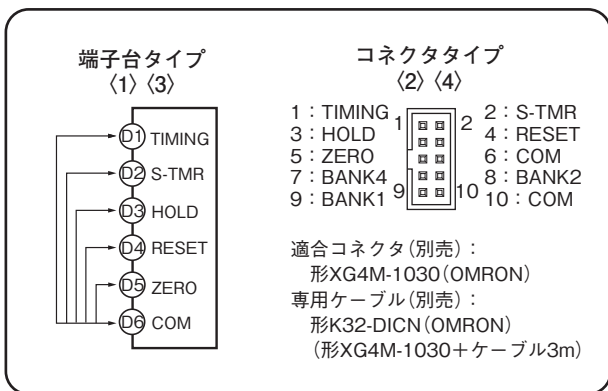 端子台タイプ
〈1〉〈3〉
D1 TIMING
D2 S-TMR
D3 HOLD
D4 RESET
D5 ZERO
D6 COM
コネクタタイプ
〈2〉〈4〉
1：TIMING 1 2 2：S-TMR
3：HOLD 4：RESET
5：ZERO 6：COM
7：BANK4 8：BANK2
9：BANK1 9 10 10：COM
適合コネクタ(別売)：
形XG4M-1030(OMRON)
専用ケーブル(別売)：
形K32-DICN(OMRON)
(形XG4M-1030＋ケーブル3m)